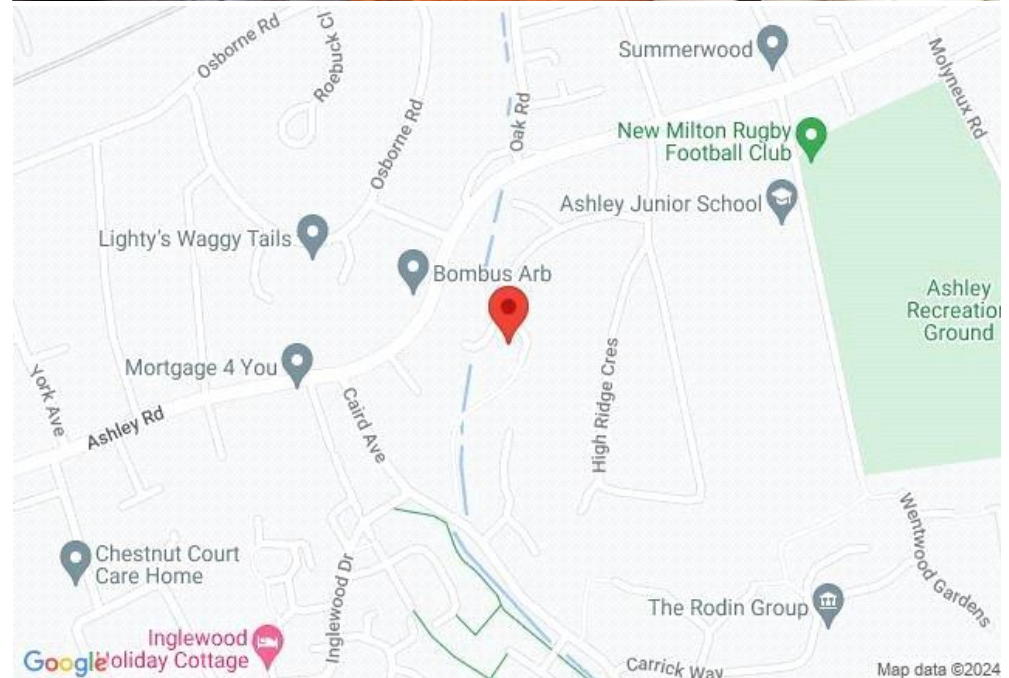 Osborne Rd
Roebuck Cl
Summerwood
Molyneux Rd
Oak Rd
Osborne Rd
New Milton Rugby
Football Club
Ashley Junior School
Lighty's Waggy Tails
Bombus Arb
Ashley
Recreation
Ground
Mortgage 4 You
York Ave
Ashley Rd
Caird Ave
High Ridge Cres
Wentwood Gardens
Chestnut Court
Care Home
Inglewood Dr
The Rodin Group
Inglewood
Holiday Cottage
Google
Carrick Way
Map data ©2024